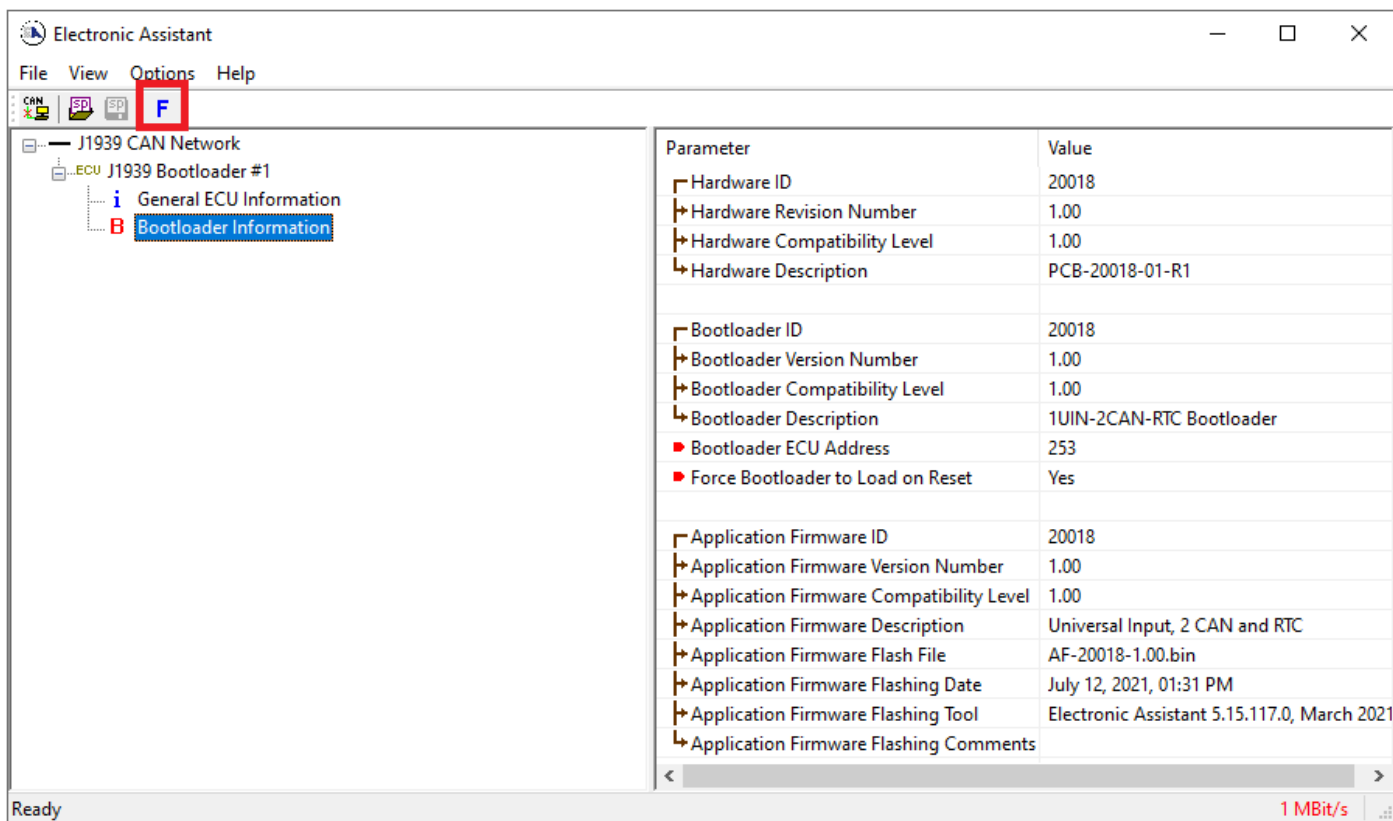 Electronic Assistant
File View Options Help
CAN SP SP F
J1939 CAN Network
ECU J1939 Bootloader #1
i General ECU Information
B Bootloader Information
Parameter Value
Hardware ID 20018
Hardware Revision Number 1.00
Hardware Compatibility Level 1.00
Hardware Description PCB-20018-01-R1
Bootloader ID 20018
Bootloader Version Number 1.00
Bootloader Compatibility Level 1.00
Bootloader Description 1UIN-2CAN-RTC Bootloader
Bootloader ECU Address 253
Force Bootloader to Load on Reset Yes
Application Firmware ID 20018
Application Firmware Version Number 1.00
Application Firmware Compatibility Level 1.00
Application Firmware Description Universal Input, 2 CAN and RTC
Application Firmware Flash File AF-20018-1.00.bin
Application Firmware Flashing Date July 12, 2021, 01:31 PM
Application Firmware Flashing Tool Electronic Assistant 5.15.117.0, March 2021
Application Firmware Flashing Comments
Ready 1 MBit/s